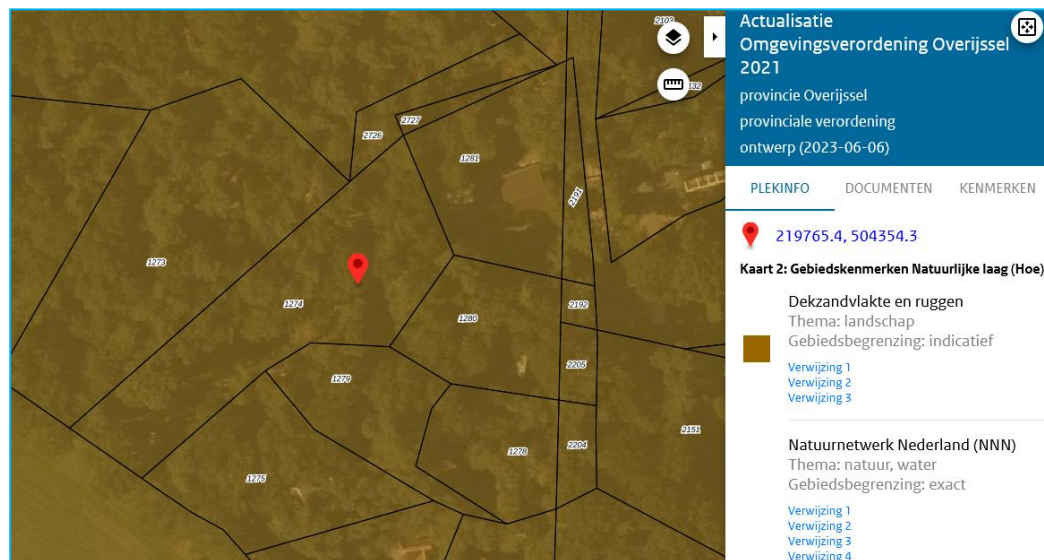 2103
2132
2726
2727
1281
2191
1273
1274
2192
1280
2205
1279
2151
1278
2204
1275
Actualisatie
Omgevingsverordening Overijssel
2021
provincie Overijssel
provinciale verordening
ontwerp (2023-06-06)
PLEKINFO DOCUMENTEN KENMERKEN
219765.4, 504354.3
Kaart 2: Gebiedskenmerken Natuurlijke laag (Hoe)
Dekzandvlakte en ruggen
Thema: landschap
Gebiedsbegrenzing: indicatief
Verwijzing 1
Verwijzing 2
Verwijzing 3
Natuurnetwerk Nederland (NNN)
Thema: natuur, water
Gebiedsbegrenzing: exact
Verwijzing 1
Verwijzing 2
Verwijzing 3
Verwijzing 4